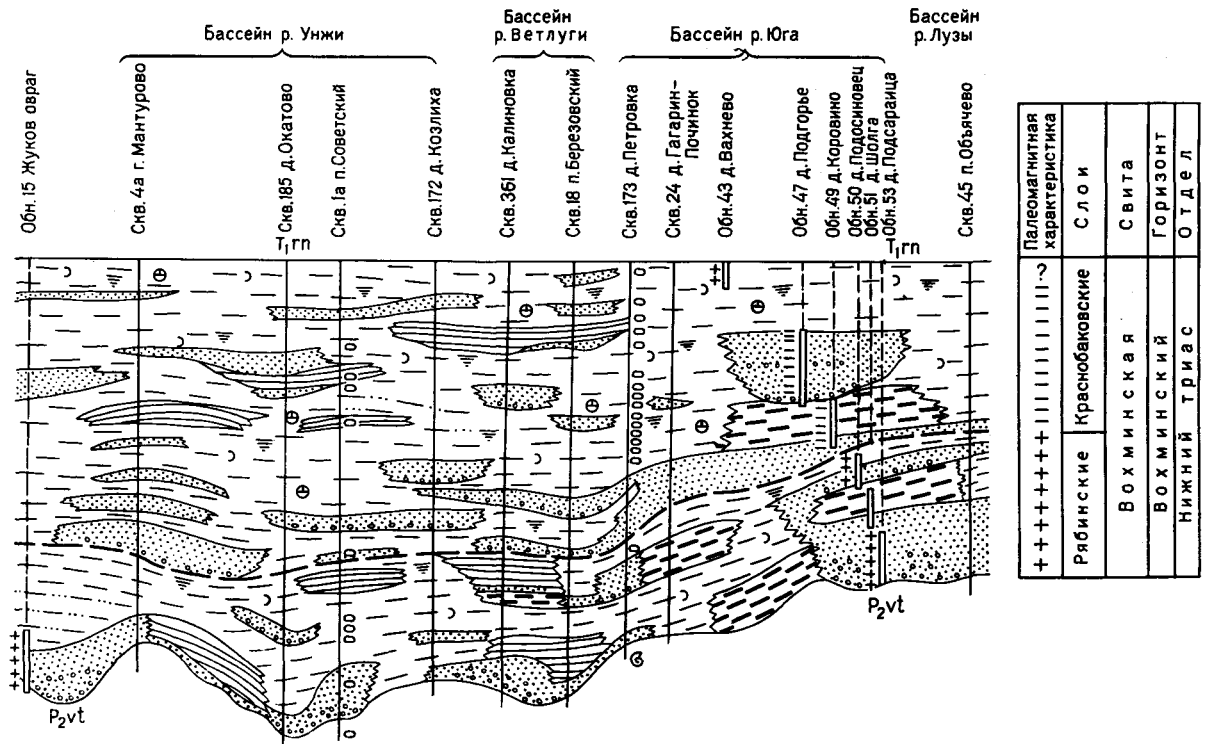 Бассейн р. Унжи
Бассейн
р. Ветлуги
Бассейн р. Юга
Бассейн
р. Лузы
Обн. 15 Жуков овраг
Скв. 4а г. Мантурово
Скв. 185 д. Окатово
Скв. 1а п. Советский
Скв. 172 д. Козлиха
Скв. 361 д. Калиновка
Скв. 18 п. Березовский
Скв. 173 д. Петровка
Скв. 24 д. Гагарин-
Починок
Обн. 43 д. Вахнево
Обн. 47 д. Подгорье
Обн. 49 д. Коровино
Обн. 50 д. Подосиновец
Обн. 51 д. Шолга
Обн. 53 д. Подсараица
Скв. 45 п. Объячево
T₁rn
T₁rn
P₂vt
P₂vt
Палеомагнитная
характеристика
Слои
Свита
Горизонт
Отдел
?
Рябинские
Краснобаковские
Вохминская
Вохминский
Нижний триас